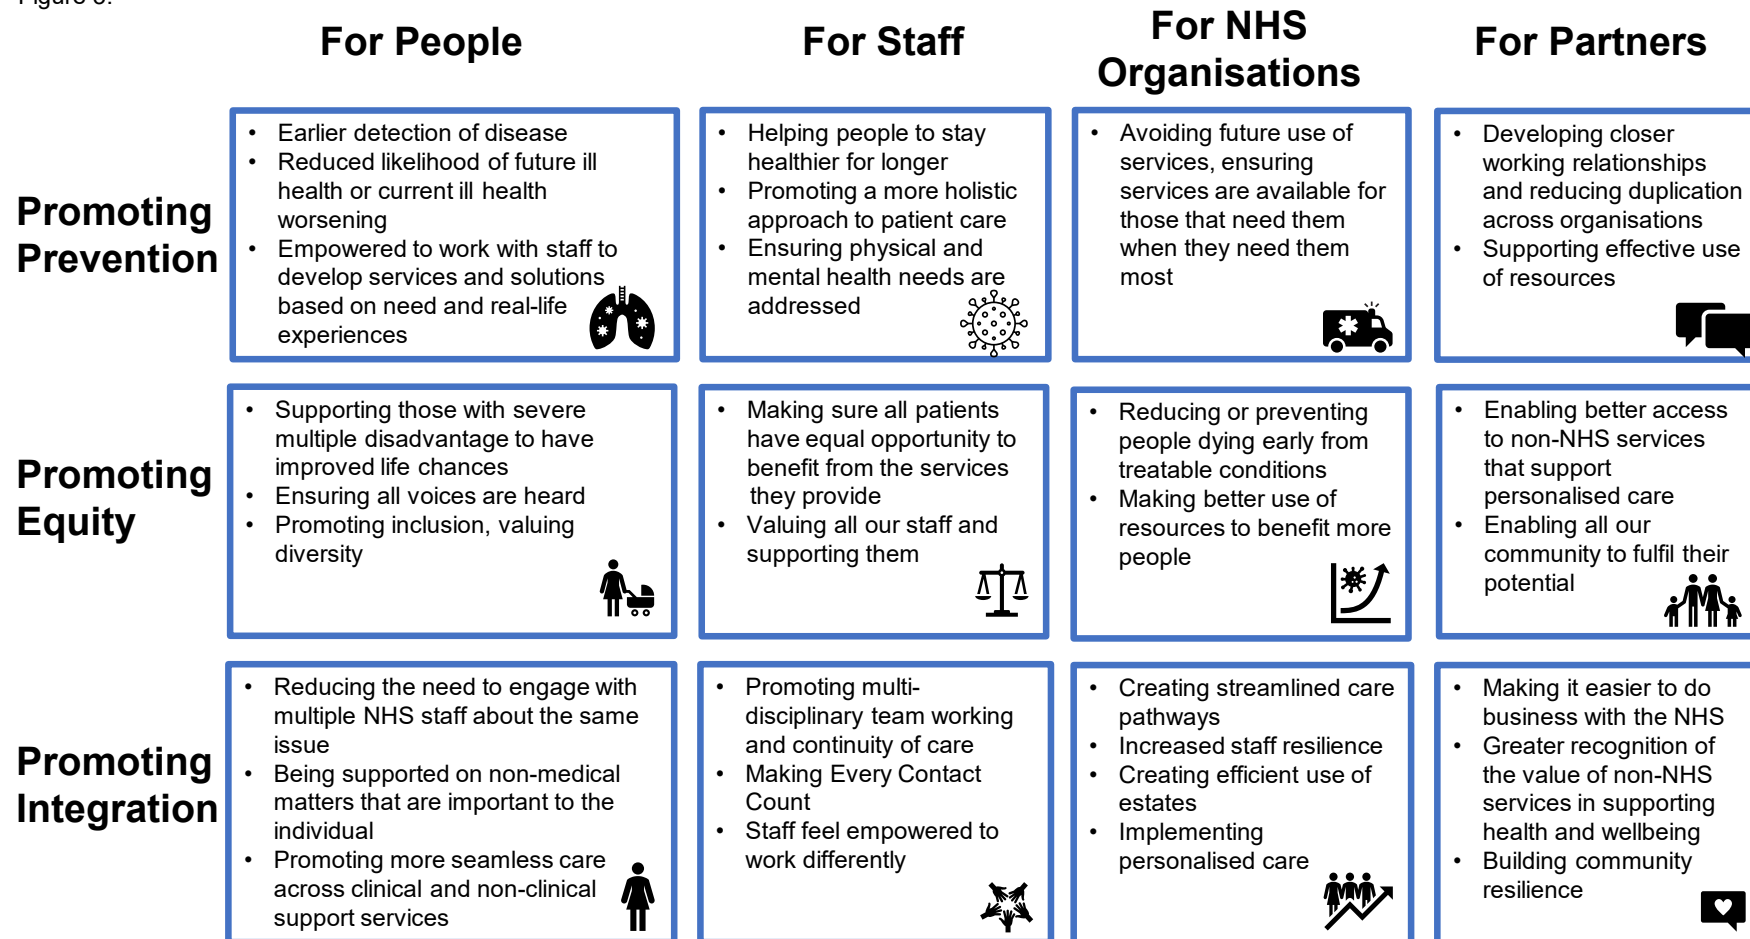 For People
For Staff
For NHS
Organisations
For Partners
Promoting
Prevention
• Earlier detection of disease
• Reduced likelihood of future ill
health or current ill health
worsening
• Empowered to work with staff to
develop services and solutions
based on need and real-life
experiences
• Helping people to stay
healthier for longer
• Promoting a more holistic
approach to patient care
• Ensuring physical and
mental health needs are
addressed
• Avoiding future use of
services, ensuring
services are available for
those that need them
when they need them
most
• Developing closer
working relationships
and reducing duplication
across organisations
• Supporting effective use
of resources
Promoting
Equity
• Supporting those with severe
multiple disadvantage to have
improved life chances
• Ensuring all voices are heard
• Promoting inclusion, valuing
diversity
• Making sure all patients
have equal opportunity to
benefit from the services
they provide
• Valuing all our staff and
supporting them
• Reducing or preventing
people dying early from
treatable conditions
• Making better use of
resources to benefit more
people
• Enabling better access
to non-NHS services
that support
personalised care
• Enabling all our
community to fulfil their
potential
Promoting
Integration
• Reducing the need to engage with
multiple NHS staff about the same
issue
• Being supported on non-medical
matters that are important to the
individual
• Promoting more seamless care
across clinical and non-clinical
support services
• Promoting multi-
disciplinary team working
and continuity of care
• Making Every Contact
Count
• Staff feel empowered to
work differently
• Creating streamlined care
pathways
• Increased staff resilience
• Creating efficient use of
estates
• Implementing
personalised care
• Making it easier to do
business with the NHS
• Greater recognition of
the value of non-NHS
services in supporting
health and wellbeing
• Building community
resilience